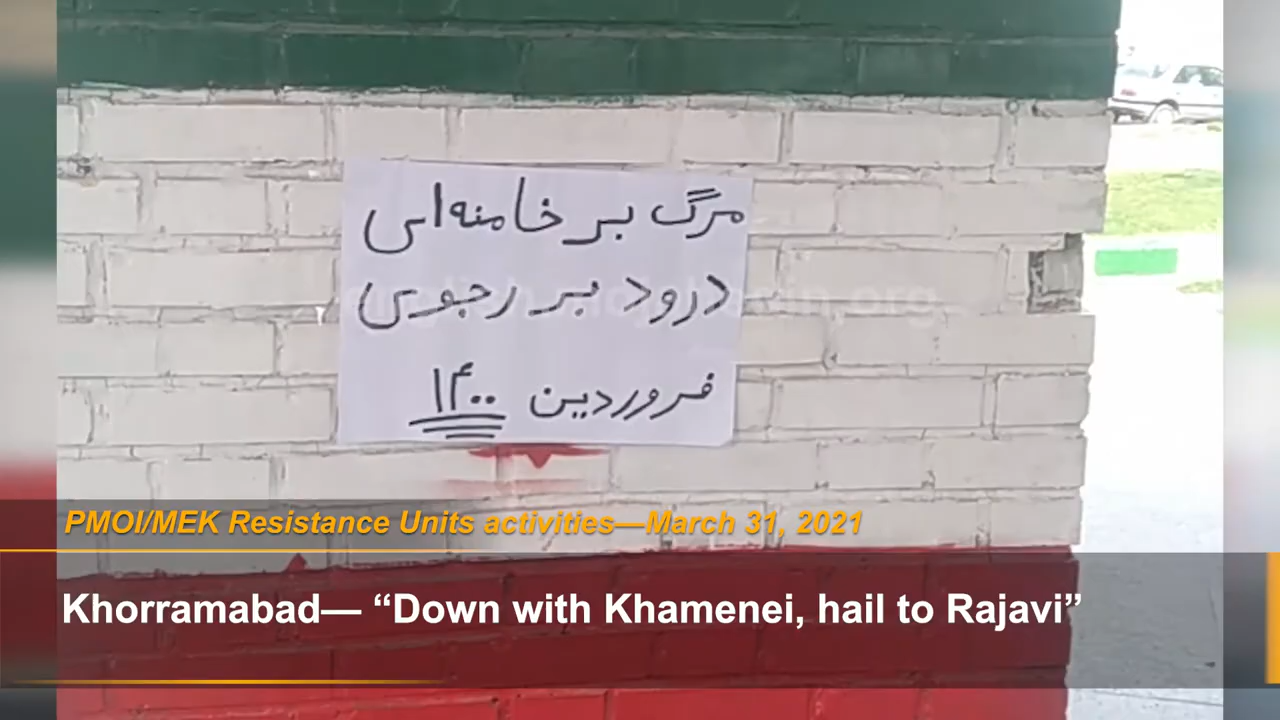 مرگ بر خامنه‌ای
درود بر رجوی
فروردین ۱۴۰۰
PMOI/MEK Resistance Units activities—March 31, 2021
Khorramabad— “Down with Khamenei, hail to Rajavi”